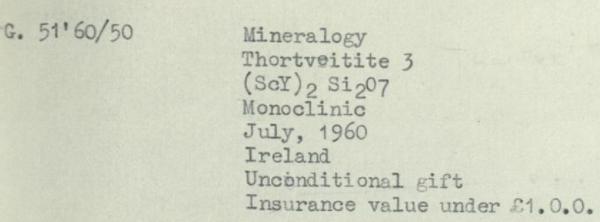 G. 51'60/50 Mineralogy
Thortveitite 3
(ScY)₂ Si₂O7
Monoclinic
July, 1960
Ireland
Unconditional gift
Insurance value under £1.0.0.